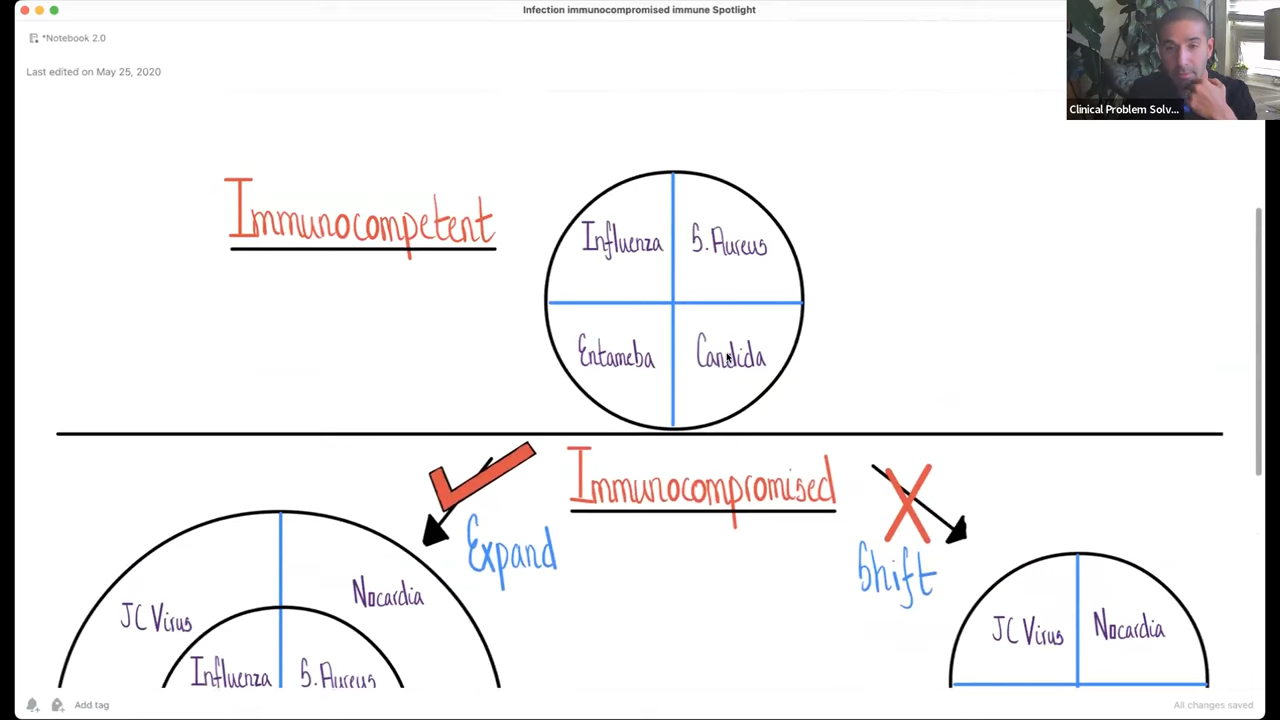 Infection immunocompromised immune Spotlight
*Notebook 2.0
Last edited on May 25, 2020
Clinical Problem Solv...
Immunocompetent
Influenza
S. Aureus
Entameba
Candida
Immunocompromised
Expand
Shift
JC Virus
Nocardia
Influenza
S. Aureus
JC Virus
Nocardia
Add tag
All changes saved